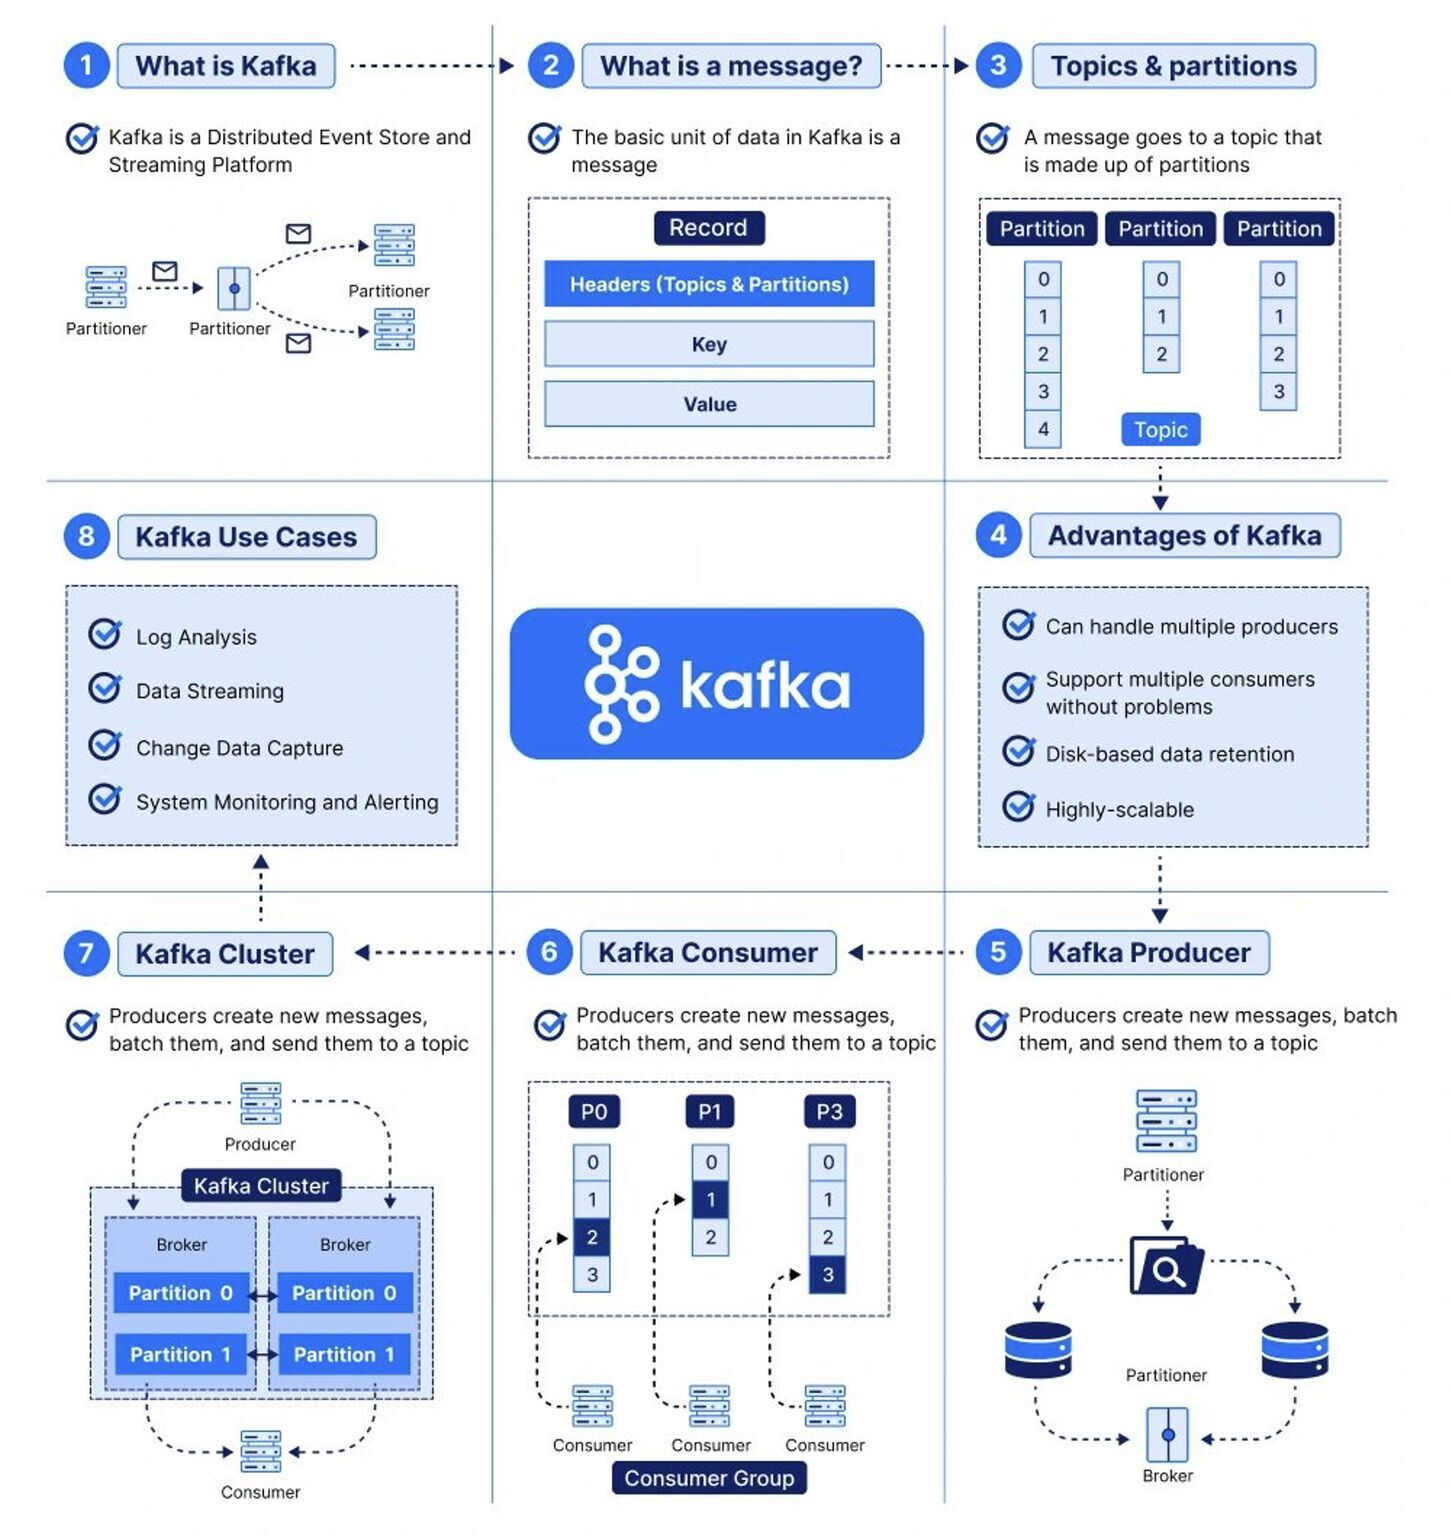 1 What is Kafka
Kafka is a Distributed Event Store and
Streaming Platform
Partitioner
Partitioner
Partitioner
2 What is a message?
The basic unit of data in Kafka is a
message
Record
Headers (Topics & Partitions)
Key
Value
3 Topics & partitions
A message goes to a topic that
is made up of partitions
Partition Partition Partition
0 0 0
1 1 1
2 2 2
3 3
4
Topic
4 Advantages of Kafka
Can handle multiple producers
Support multiple consumers
without problems
Disk-based data retention
Highly-scalable
kafka
5 Kafka Producer
Producers create new messages, batch
them, and send them to a topic
Partitioner
Partitioner
Broker
6 Kafka Consumer
Producers create new messages,
batch them, and send them to a topic
P0 P1 P3
0 0 0
1 1 1
2 2 2
3 3
Consumer Consumer Consumer
Consumer Group
7 Kafka Cluster
Producers create new messages,
batch them, and send them to a topic
Producer
Kafka Cluster
Broker Broker
Partition 0 Partition 0
Partition 1 Partition 1
Consumer
8 Kafka Use Cases
Log Analysis
Data Streaming
Change Data Capture
System Monitoring and Alerting